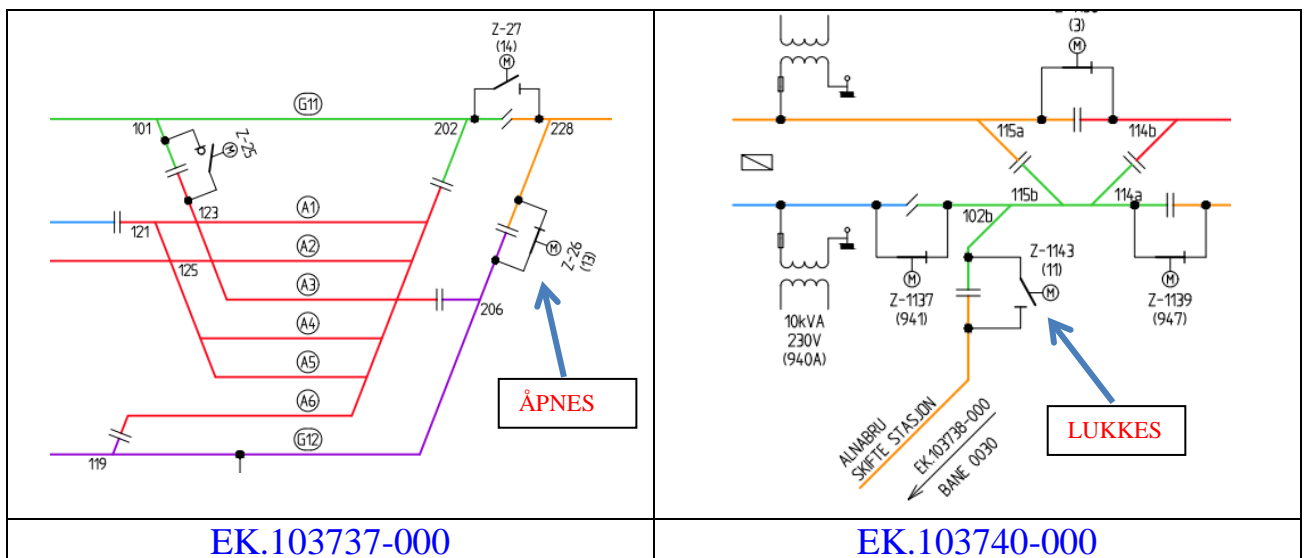 Z-27
(14)
M
G11
101
202
228
Z-25
M
123
A1
121
A2
125
A3
Z-26
(13)
M
206
A4
A5
A6
G12
119
ÅPNES
EK.103737-000
(3)
M
115a
114b
115b
114a
102b
Z-1143
(11)
M
M
Z-1137
(941)
M
Z-1139
(947)
10kVA
230V
(940A)
ALNABRU
SKIFTE STASJON
EK.103738-000
BANE 0030
LUKKES
EK.103740-000